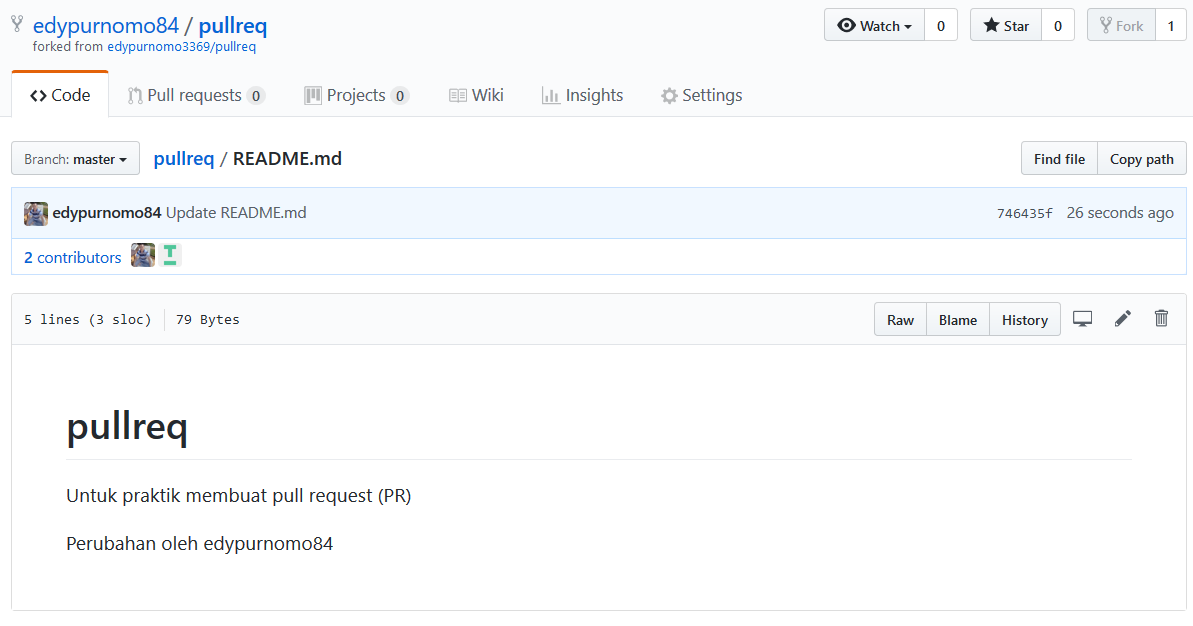 edypurnomo84 / pullreq
Watch 0 Star 0 Fork 1
forked from edypurnomo3369/pullreq
Code Pull requests 0 Projects 0 Wiki Insights Settings
Branch: master pullreq / README.md Find file Copy path
edypurnomo84 Update README.md 746435f 26 seconds ago
2 contributors
5 lines (3 sloc) 79 Bytes Raw Blame History
pullreq
Untuk praktik membuat pull request (PR)
Perubahan oleh edypurnomo84